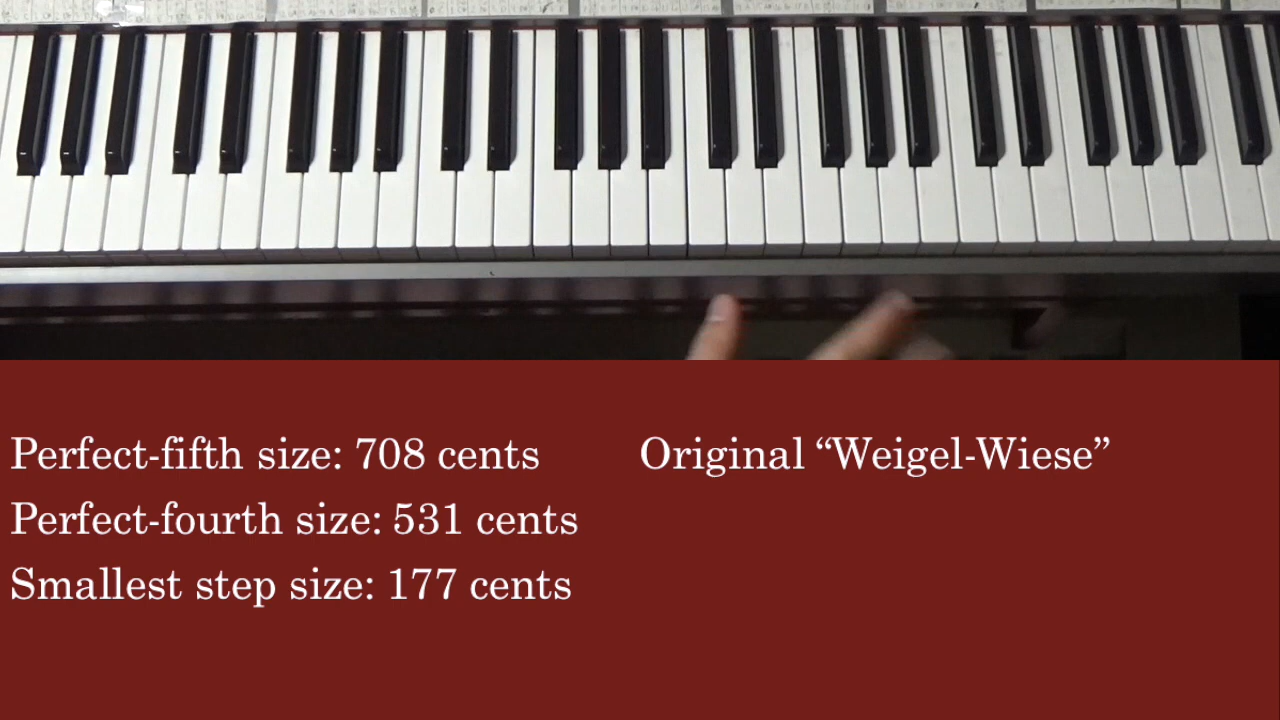 Perfect-fifth size: 708 cents
Original “Weigel-Wiese”
Perfect-fourth size: 531 cents
Smallest step size: 177 cents